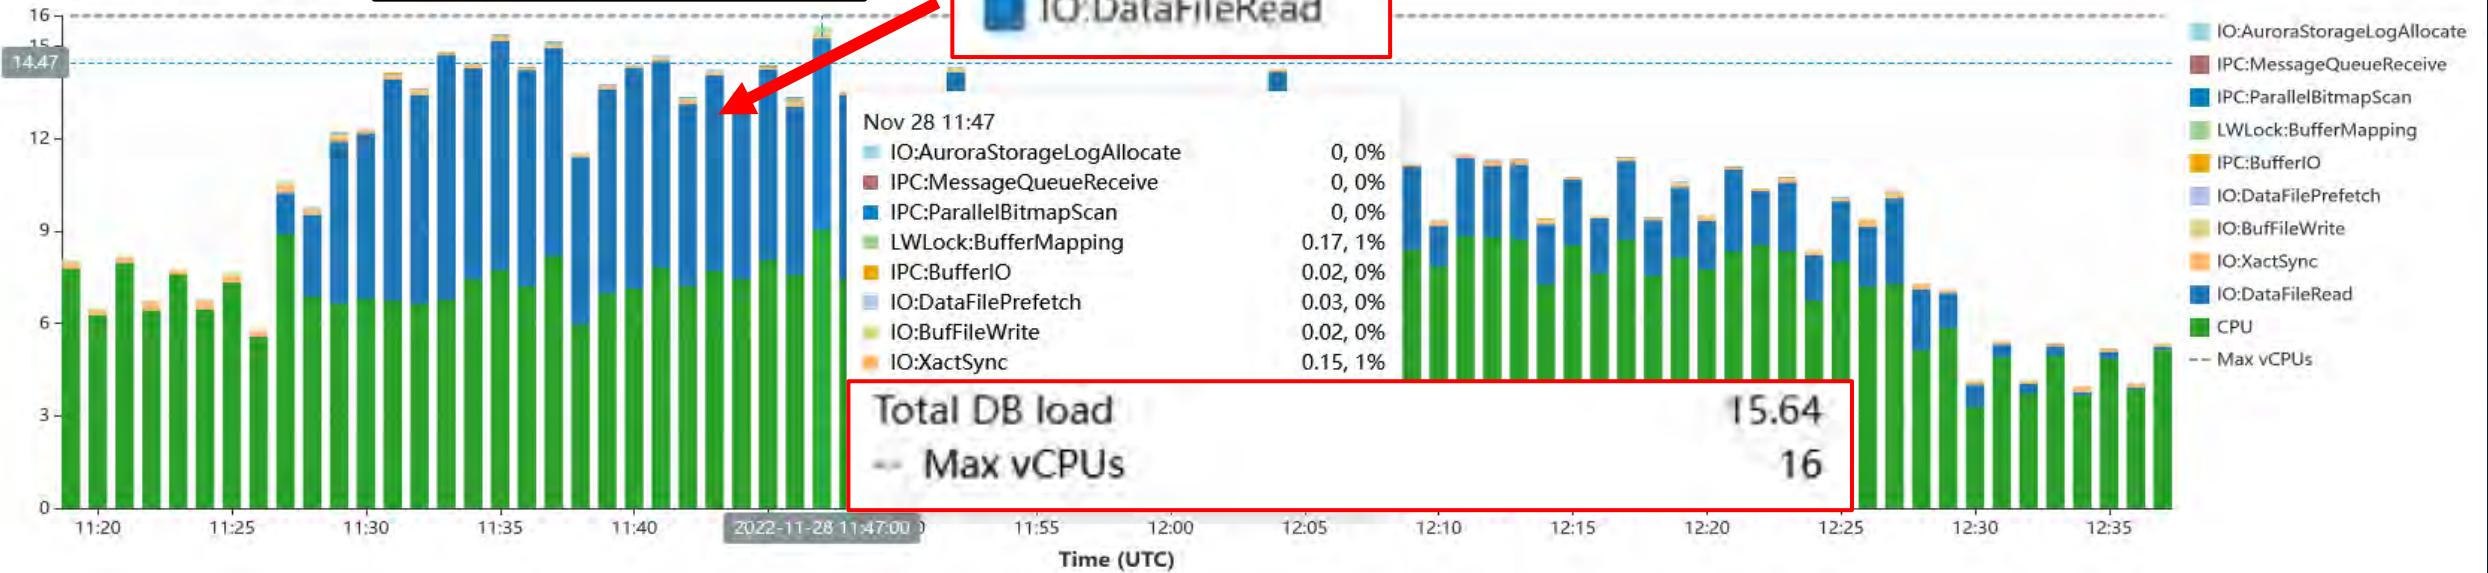 IO:DataFileRead
16
15
14.47
12
9
6
3
0
Nov 28 11:47
IO:AuroraStorageLogAllocate 0, 0%
IPC:MessageQueueReceive 0, 0%
IPC:ParallelBitmapScan 0, 0%
LWLock:BufferMapping 0.17, 1%
IPC:BufferIO 0.02, 0%
IO:DataFilePrefetch 0.03, 0%
IO:BufFileWrite 0.02, 0%
IO:XactSync 0.15, 1%
Total DB load 15.64
-- Max vCPUs 16
11:20 11:25 11:30 11:35 11:40 2022-11-28 11:47:00 11:55 12:00 12:05 12:10 12:15 12:20 12:25 12:30 12:35
Time (UTC)
IO:AuroraStorageLogAllocate
IPC:MessageQueueReceive
IPC:ParallelBitmapScan
LWLock:BufferMapping
IPC:BufferIO
IO:DataFilePrefetch
IO:BufFileWrite
IO:XactSync
IO:DataFileRead
CPU
-- Max vCPUs